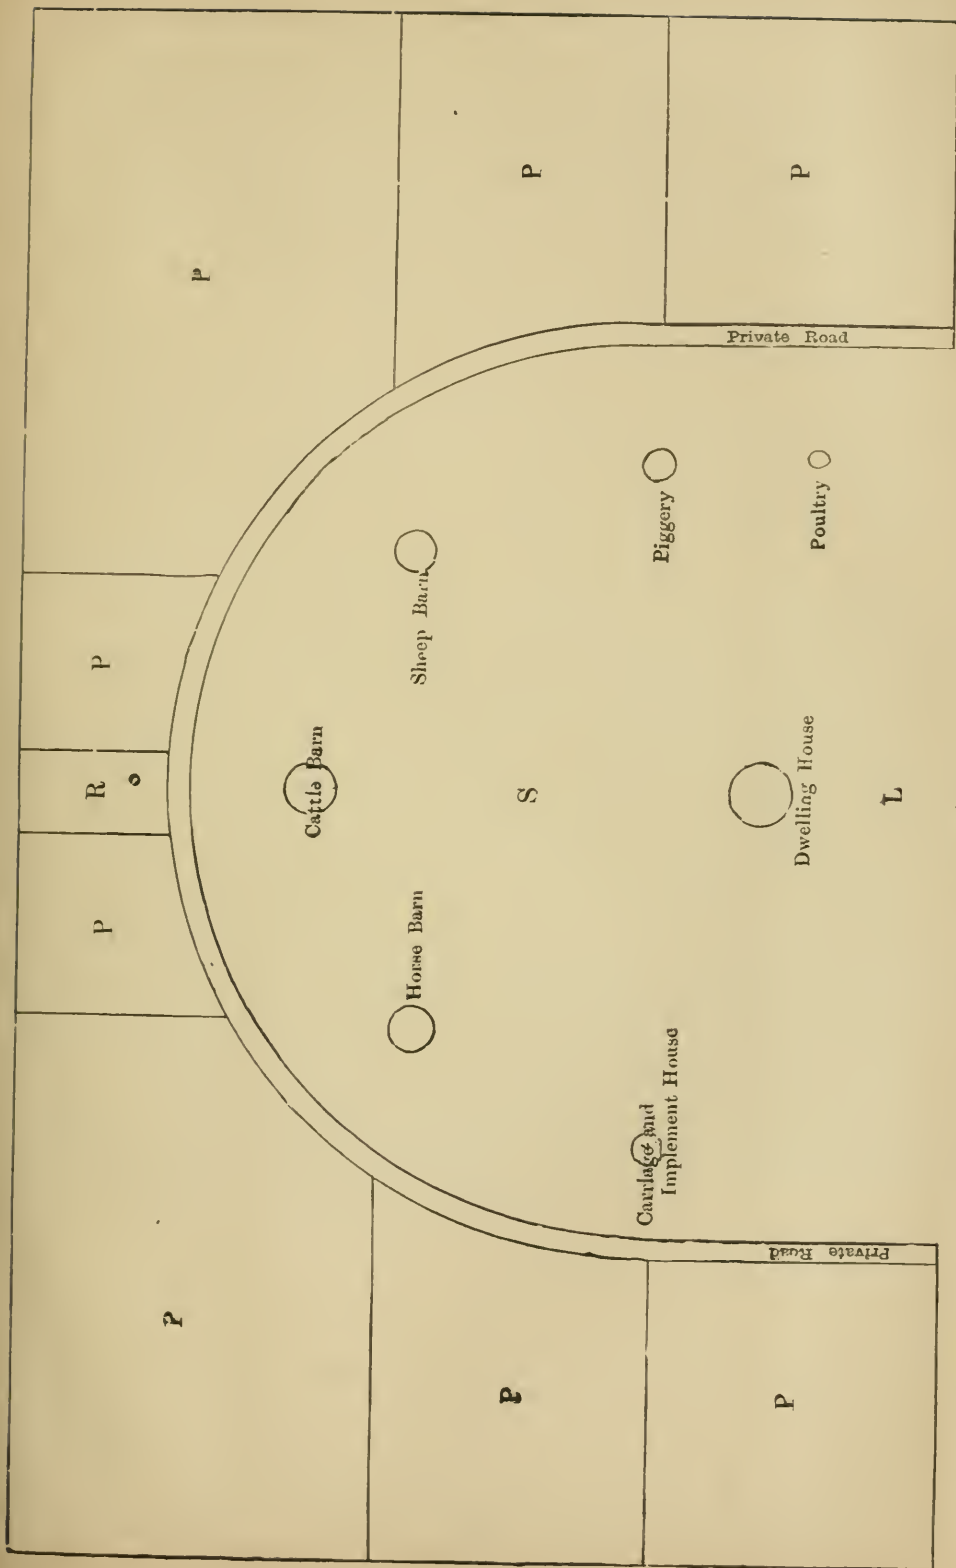 P
P
P
Private Road
P
R
P
Cattle Barn
Sheep Barn
Piggery
Poultry
S
Horse Barn
Dwelling House
L
Carriage and
Implement House
Private Road
P
P
P